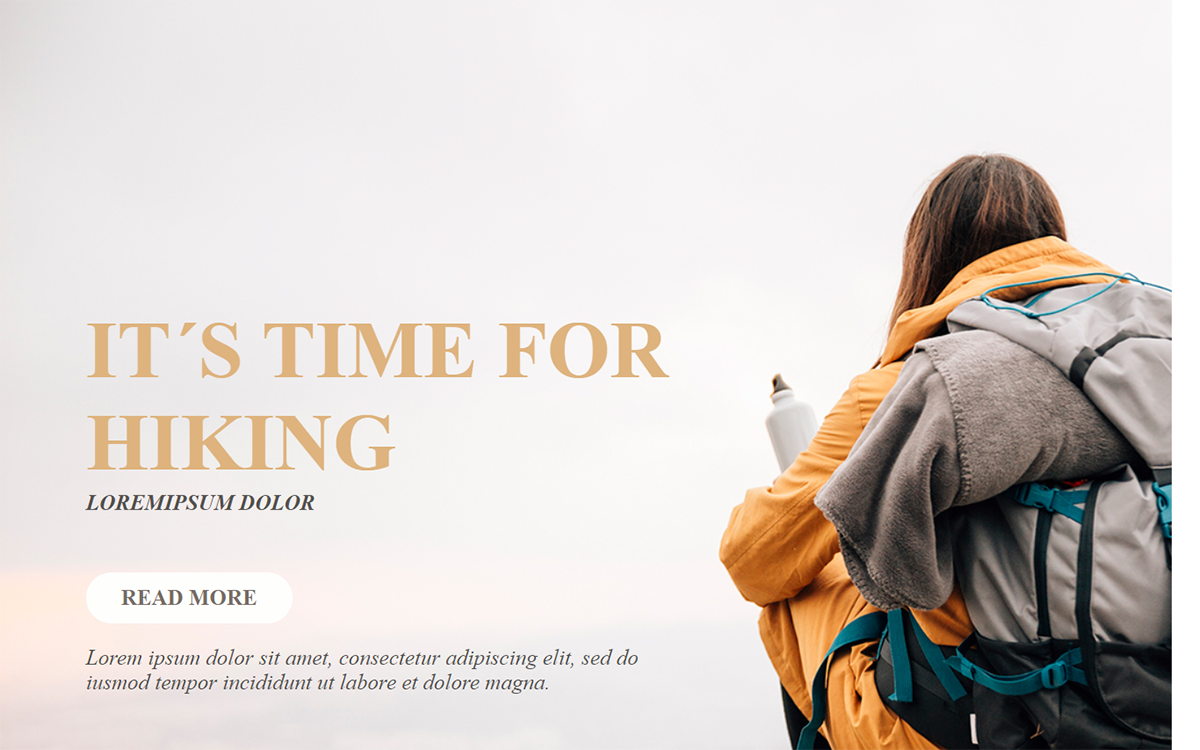 IT´S TIME FOR
HIKING
LOREMIPSUM DOLOR
READ MORE
Lorem ipsum dolor sit amet, consectetur adipiscing elit, sed do
iusmod tempor incididunt ut labore et dolore magna.